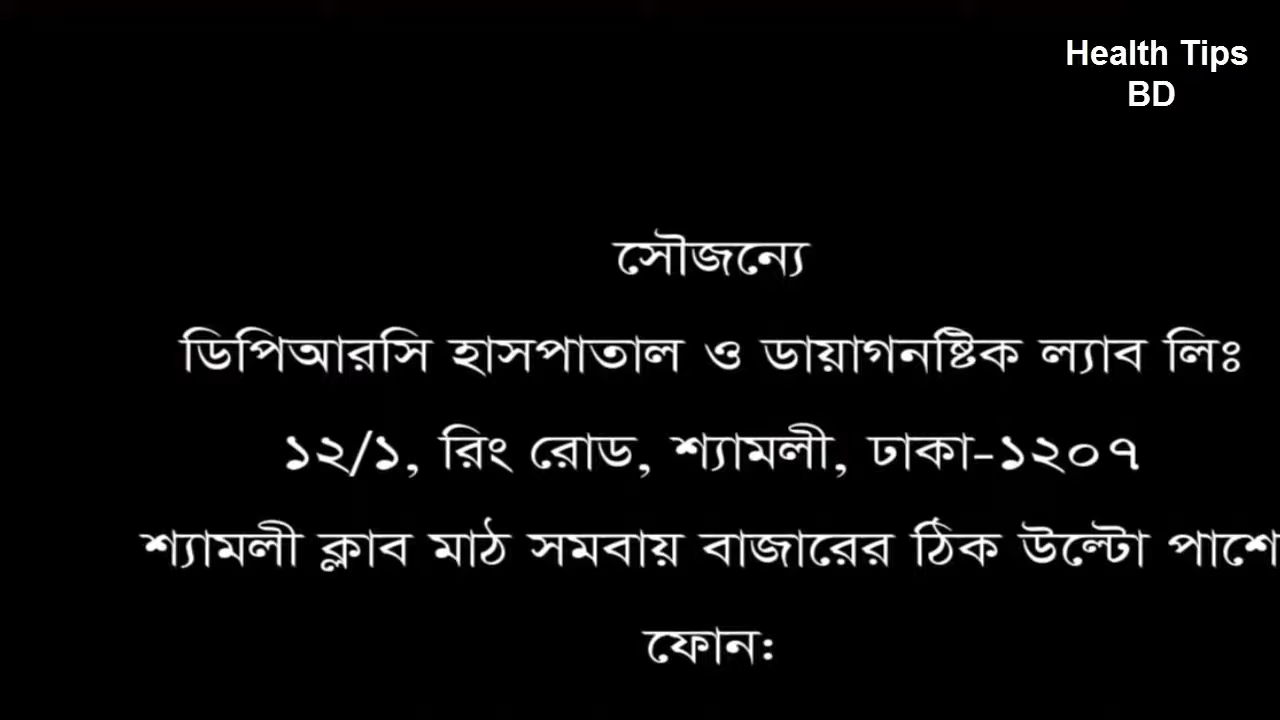 Health Tips
BD
সৌজন্যে
ডিপিআরসি হাসপাতাল ও ডায়াগনষ্টিক ল্যাব লিঃ
১২/১, রিং রোড, শ্যামলী, ঢাকা-১২০৭
শ্যামলী ক্লাব মাঠ সমবায় বাজারের ঠিক উল্টো পাশে
ফোন: